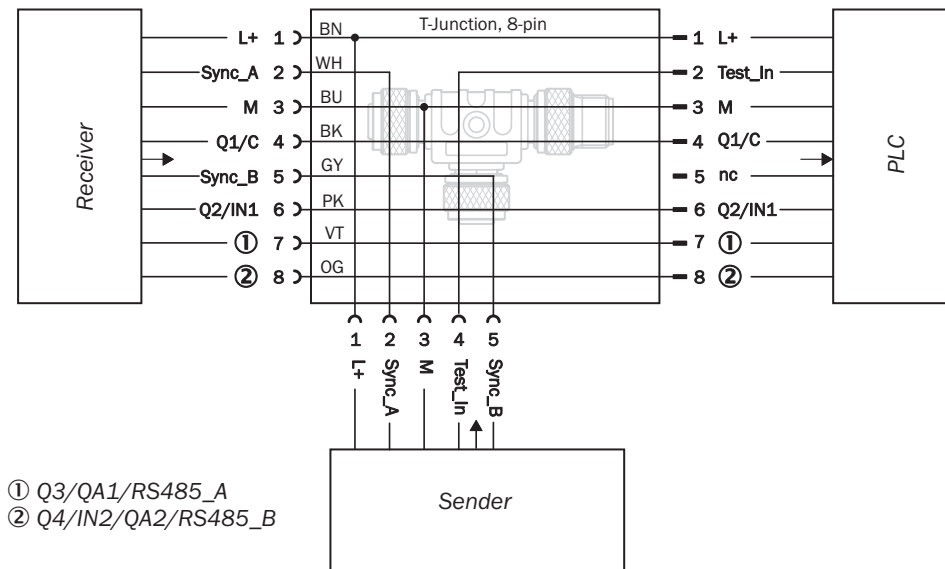 T-Junction, 8-pin
Receiver
L+ 1 BN 1 L+
Sync_A 2 WH 2 Test_In
M 3 BU 3 M
Q1/C 4 BK 4 Q1/C
Sync_B 5 GY 5 nc
Q2/IN1 6 PK 6 Q2/IN1
① 7 VT 7 ①
② 8 OG 8 ②
PLC
1 2 3 4 5
L+ Sync_A M Test_In Sync_B
Sender
① Q3/QA1/RS485_A
② Q4/IN2/QA2/RS485_B